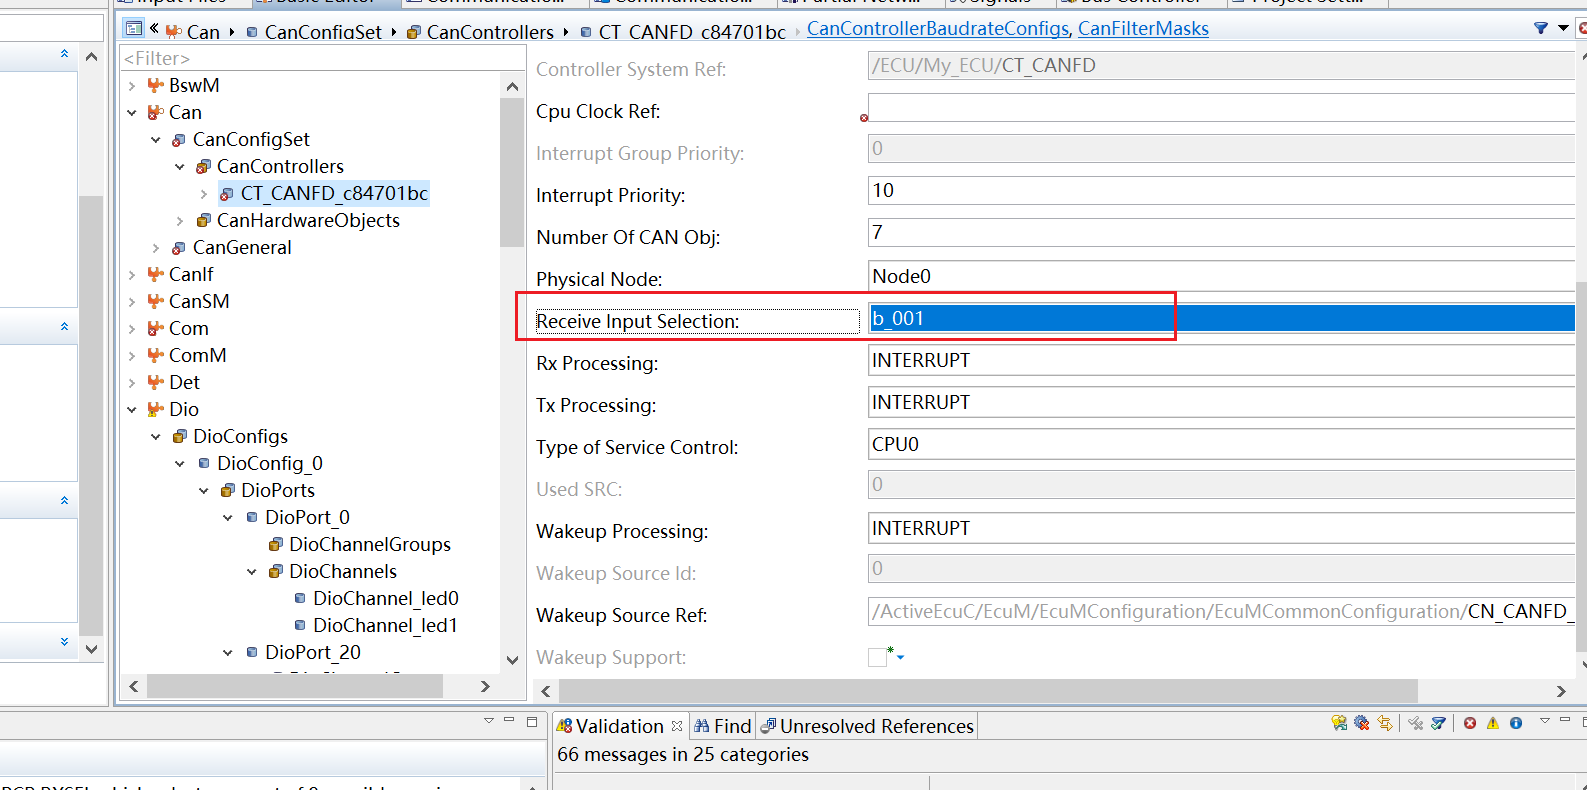 Can
CanConfigSet
CanControllers
CT_CANFD_c84701bc
CanControllerBaudrateConfigs, CanFilterMasks
<Filter>
BswM
Can
CanConfigSet
CanControllers
CT_CANFD_c84701bc
CanHardwareObjects
CanGeneral
CanIf
CanSM
Com
ComM
Det
Dio
DioConfigs
DioConfig_0
DioPorts
DioPort_0
DioChannelGroups
DioChannels
DioChannel_led0
DioChannel_led1
DioPort_20
Controller System Ref: /ECU/My_ECU/CT_CANFD
Cpu Clock Ref:
Interrupt Group Priority: 0
Interrupt Priority: 10
Number Of CAN Obj: 7
Physical Node: Node0
Receive Input Selection: b_001
Rx Processing: INTERRUPT
Tx Processing: INTERRUPT
Type of Service Control: CPU0
Used SRC: 0
Wakeup Processing: INTERRUPT
Wakeup Source Id: 0
Wakeup Source Ref: /ActiveEcuC/EcuM/EcuMConfiguration/EcuMCommonConfiguration/CN_CANFD_
Wakeup Support:
Validation
Find
Unresolved References
66 messages in 25 categories